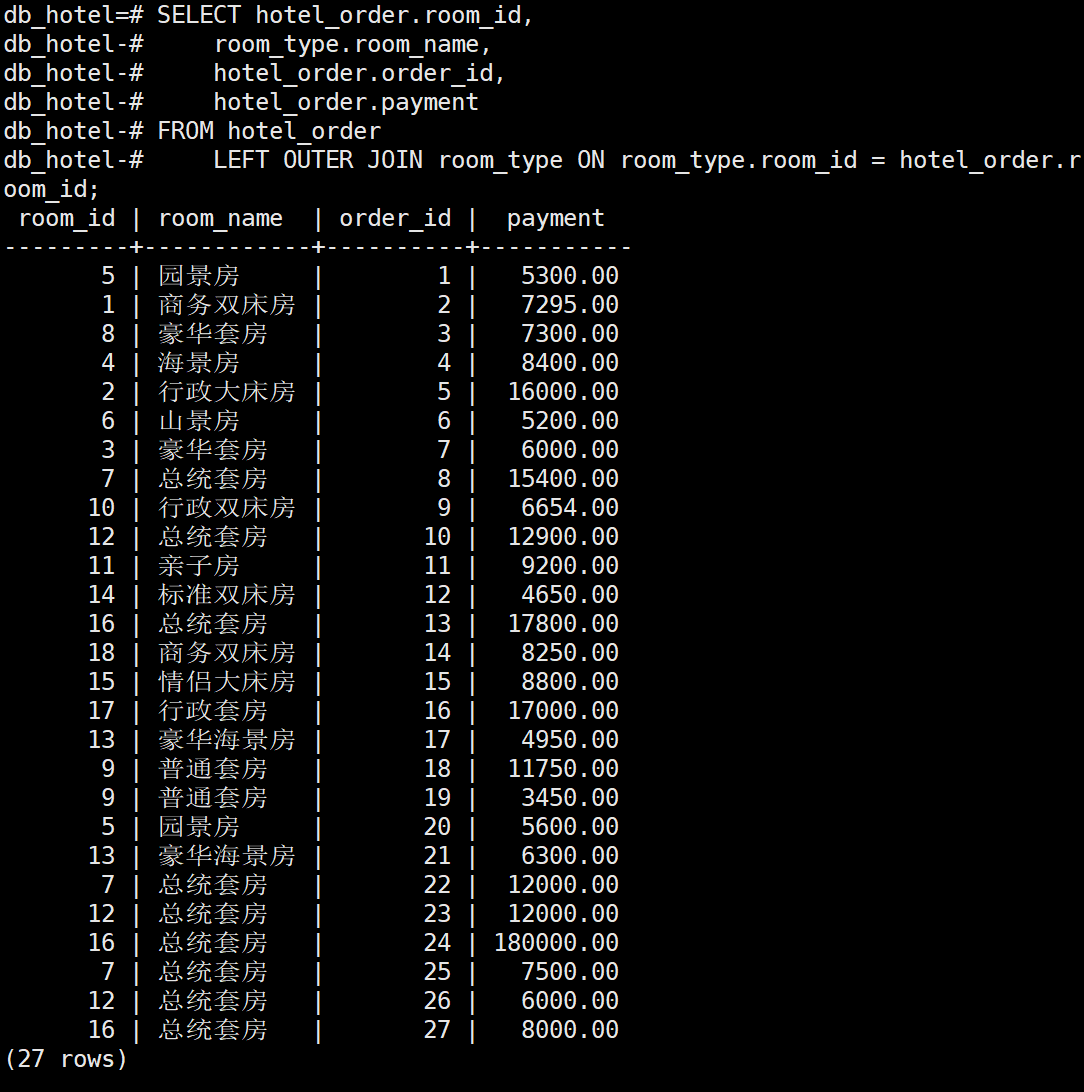 db_hotel=# SELECT hotel_order.room_id,
db_hotel-#     room_type.room_name,
db_hotel-#     hotel_order.order_id,
db_hotel-#     hotel_order.payment
db_hotel-# FROM hotel_order
db_hotel-#     LEFT OUTER JOIN room_type ON room_type.room_id = hotel_order.r
oom_id;
 room_id | room_name  | order_id |  payment
---------+------------+----------+-----------
       5 | 园景房     |        1 |   5300.00
       1 | 商务双床房 |        2 |   7295.00
       8 | 豪华套房   |        3 |   7300.00
       4 | 海景房     |        4 |   8400.00
       2 | 行政大床房 |        5 |  16000.00
       6 | 山景房     |        6 |   5200.00
       3 | 豪华套房   |        7 |   6000.00
       7 | 总统套房   |        8 |  15400.00
      10 | 行政双床房 |        9 |   6654.00
      12 | 总统套房   |       10 |  12900.00
      11 | 亲子房     |       11 |   9200.00
      14 | 标准双床房 |       12 |   4650.00
      16 | 总统套房   |       13 |  17800.00
      18 | 商务双床房 |       14 |   8250.00
      15 | 情侣大床房 |       15 |   8800.00
      17 | 行政套房   |       16 |  17000.00
      13 | 豪华海景房 |       17 |   4950.00
       9 | 普通套房   |       18 |  11750.00
       9 | 普通套房   |       19 |   3450.00
       5 | 园景房     |       20 |   5600.00
      13 | 豪华海景房 |       21 |   6300.00
       7 | 总统套房   |       22 |  12000.00
      12 | 总统套房   |       23 |  12000.00
      16 | 总统套房   |       24 | 180000.00
       7 | 总统套房   |       25 |   7500.00
      12 | 总统套房   |       26 |   6000.00
      16 | 总统套房   |       27 |   8000.00
(27 rows)